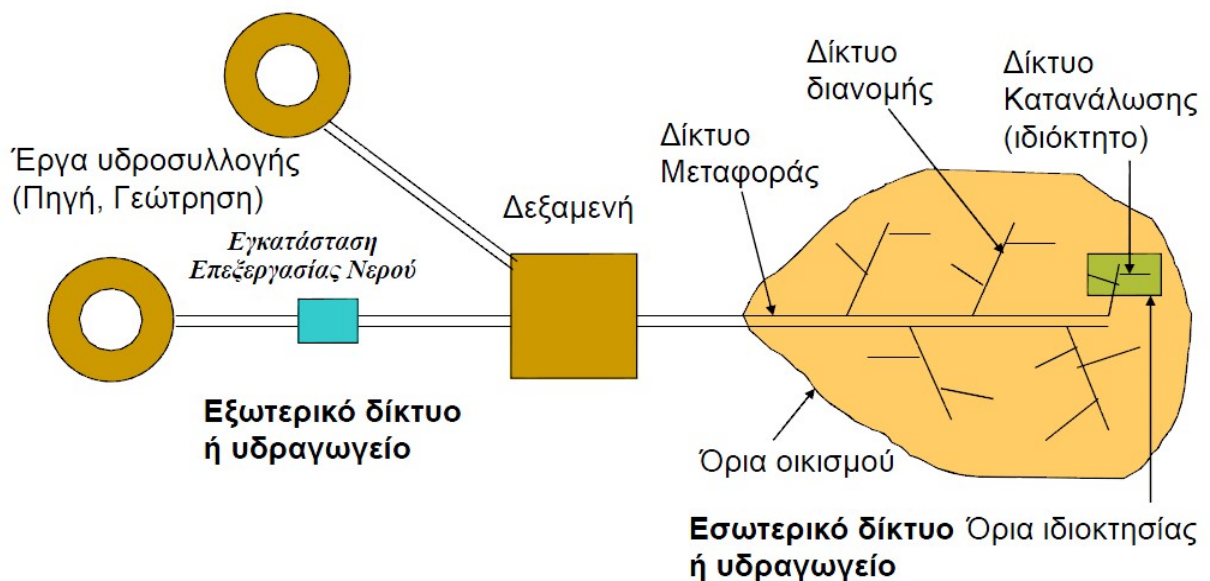 Δίκτυο
διανομής
Δίκτυο
Κατανάλωσης
(ιδιόκτητο)
Δίκτυο
Μεταφοράς
Έργα υδροσυλλογής
(Πηγή, Γεώτρηση)
Δεξαμενή
Εγκατάσταση
Επεξεργασίας Νερού
Εξωτερικό δίκτυο
ή υδραγωγείο
Όρια οικισμού
Εσωτερικό δίκτυο
ή υδραγωγείο
Όρια ιδιοκτησίας